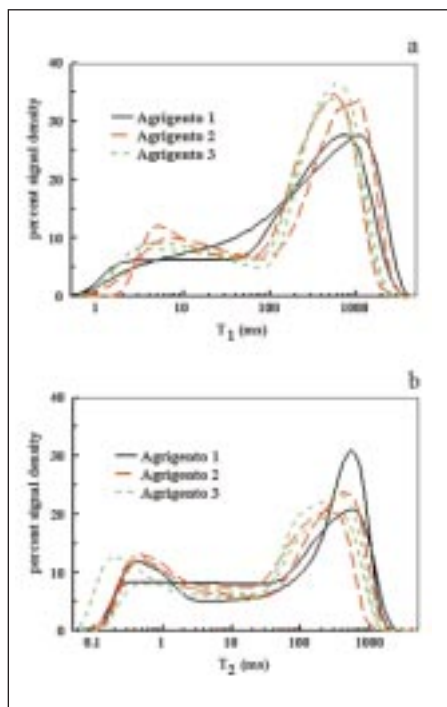 a
40
30
20
10
0
percent signal density
Agrigento 1
Agrigento 2
Agrigento 3
1 10 100 1000
T1 (ms)
b
40
30
20
10
0
percent signal density
Agrigento 1
Agrigento 2
Agrigento 3
0.1 1 10 100 1000
T2 (ms)